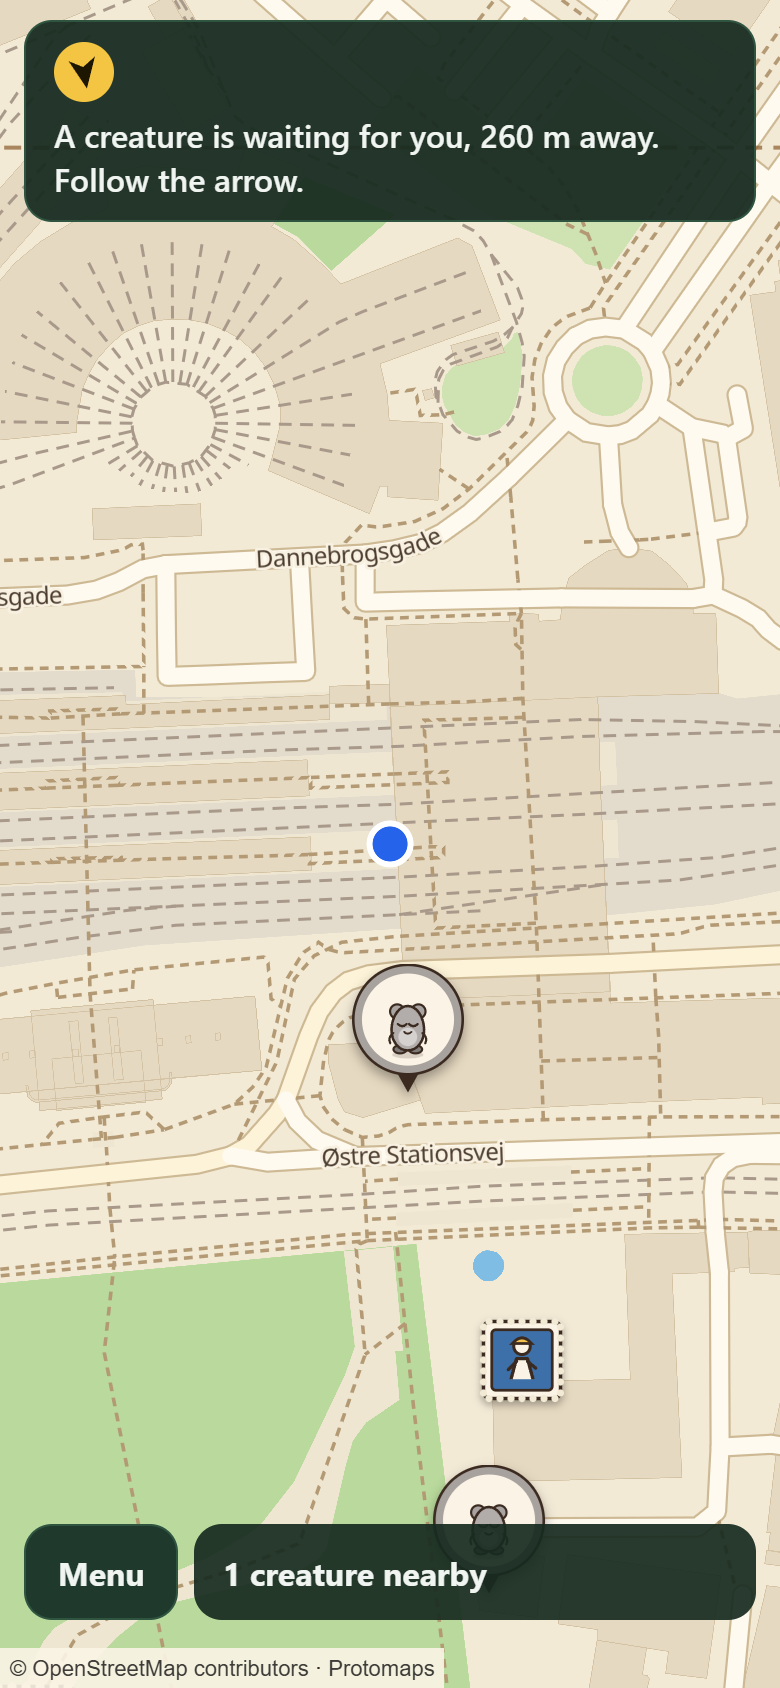 A creature is waiting for you, 260 m away.
Follow the arrow.
Dannebrogsgade
sgade
Østre Stationsvej
Menu
1 creature nearby
© OpenStreetMap contributors · Protomaps